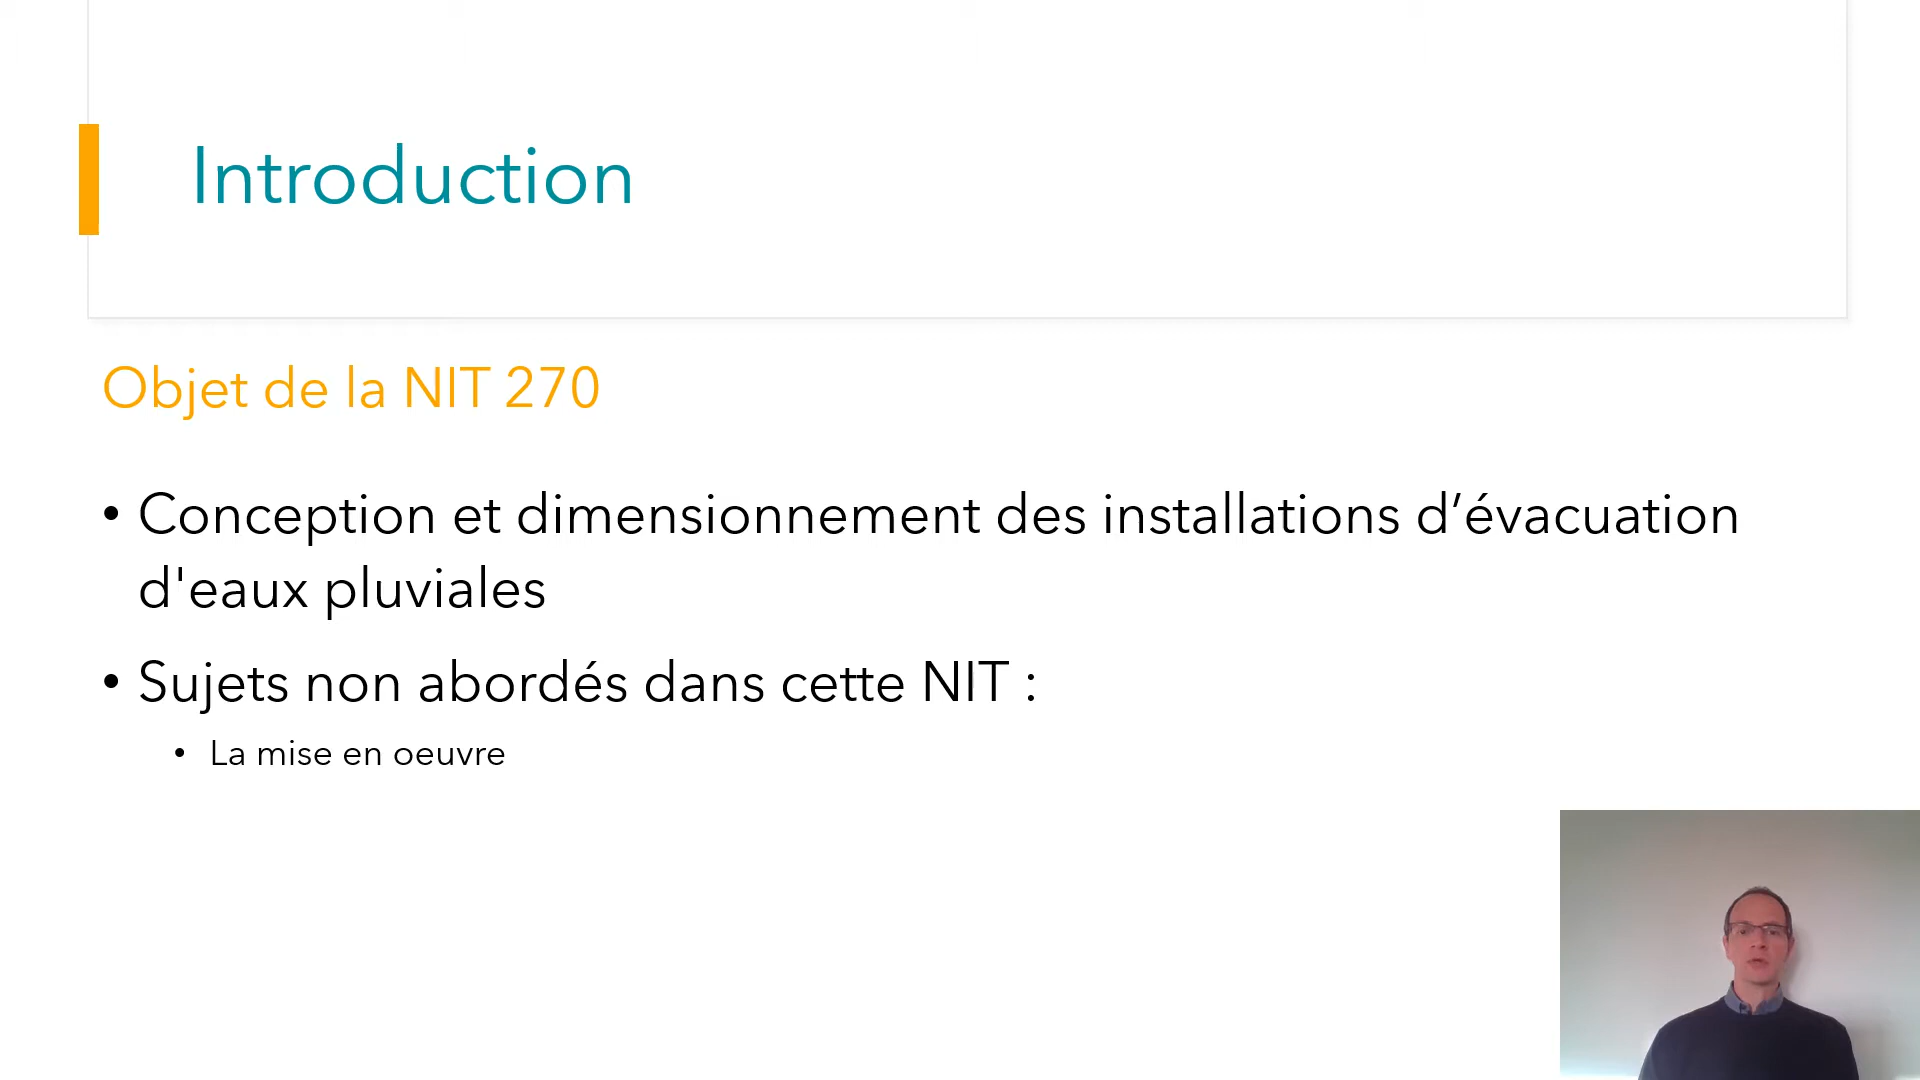 Introduction
Objet de la NIT 270
• Conception et dimensionnement des installations d’évacuation
d'eaux pluviales
• Sujets non abordés dans cette NIT :
• La mise en oeuvre